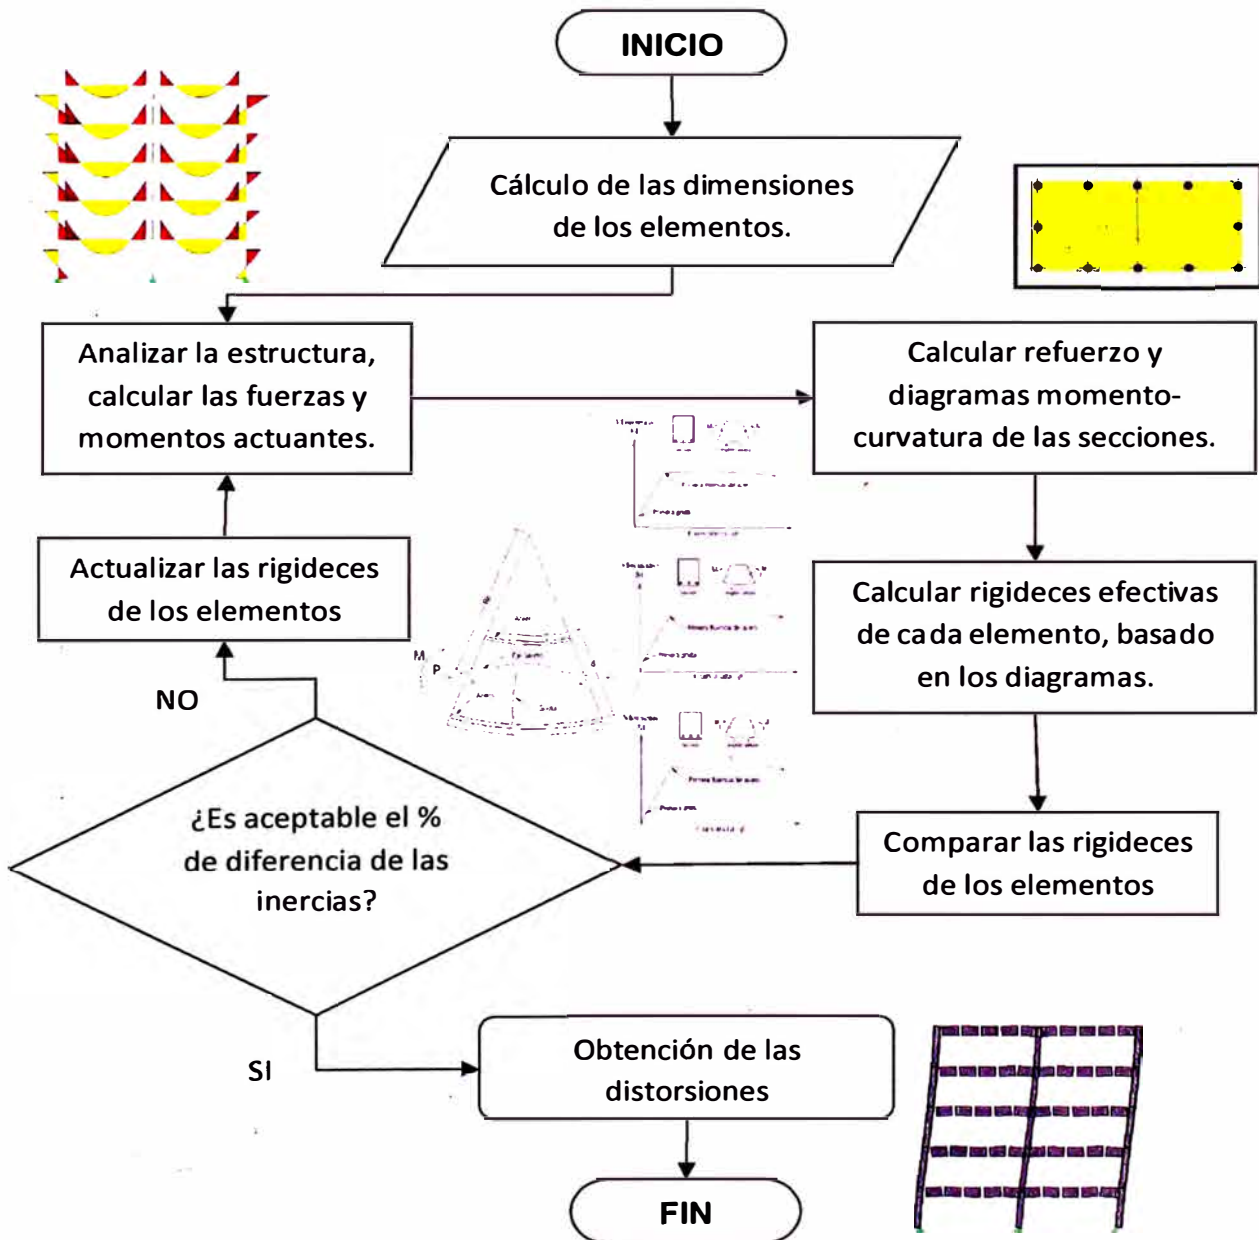 INICIO
Cálculo de las dimensiones
de los elementos.
Analizar la estructura,
calcular las fuerzas y
momentos actuantes.
Calcular refuerzo y
diagramas momento-
curvatura de las secciones.
Actualizar las rigideces
de los elementos
Calcular rigideces efectivas
de cada elemento, basado
en los diagramas.
M
P
NO
¿Es aceptable el %
de diferencia de las
inercias?
Comparar las rigideces
de los elementos
SI
Obtención de las
distorsiones
FIN